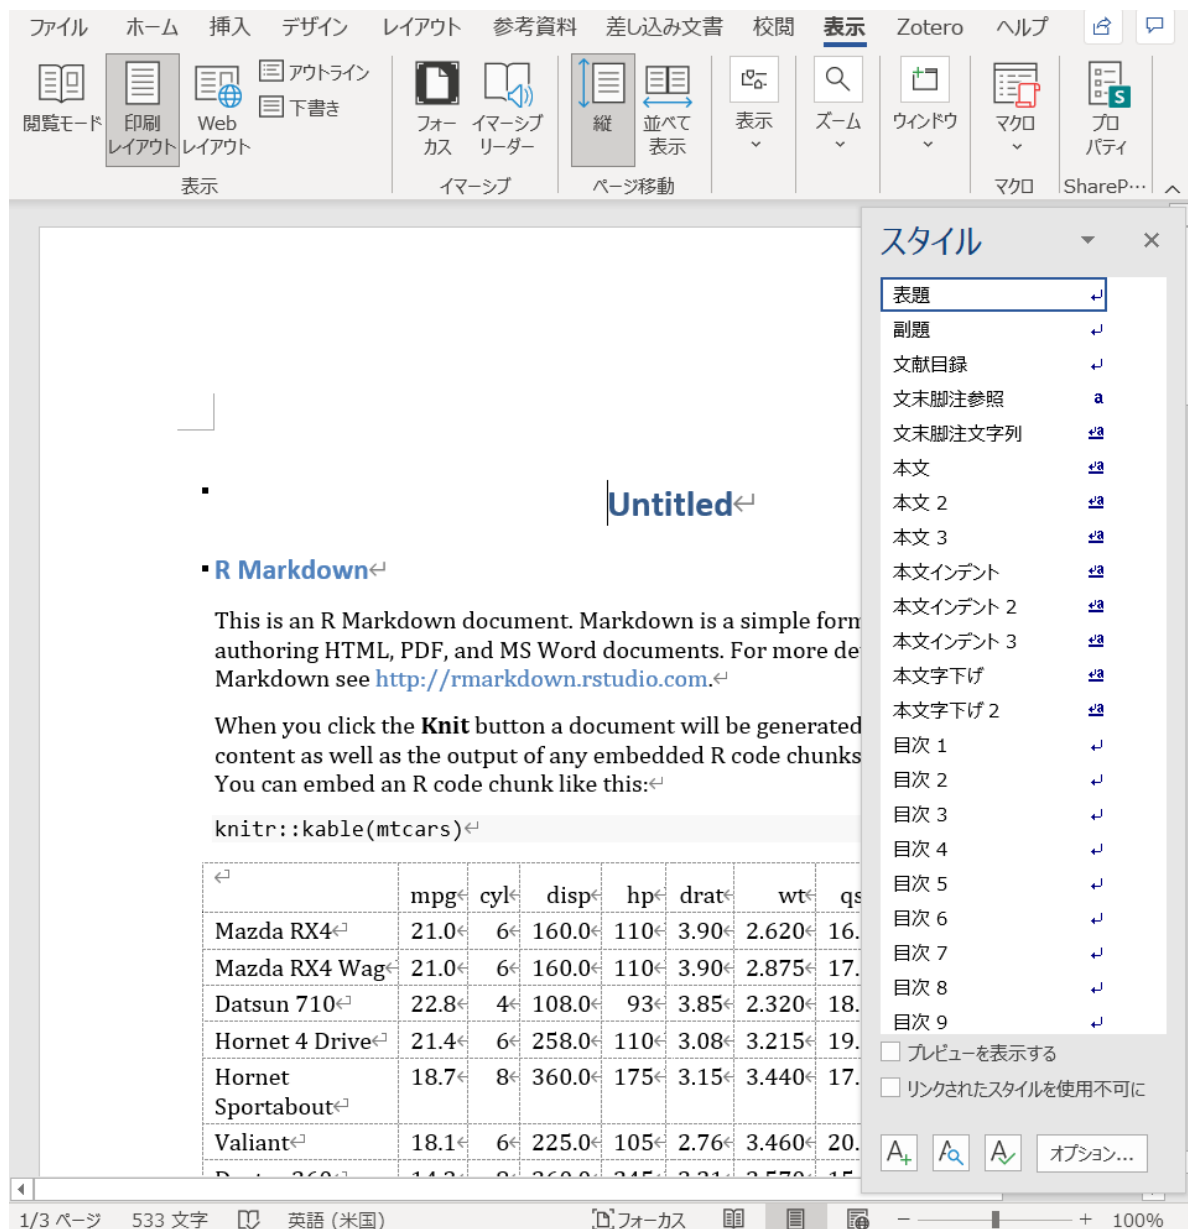 ファイル ホーム 挿入 デザイン レイアウト 参考資料 差し込み文書 校閲 表示 Zotero ヘルプ
閲覧モード
印刷
レイアウト
Web
レイアウト
アウトライン
下書き
フォー
カス
イマーシブ
リーダー
縦
並べて
表示
表示
ズーム
ウィンドウ
マクロ
プロ
パティ
表示 イマーシブ ページ移動 マクロ ShareP…
Untitled
R Markdown
This is an R Markdown document. Markdown is a simple form
authoring HTML, PDF, and MS Word documents. For more de
Markdown see http://rmarkdown.rstudio.com.
When you click the Knit button a document will be generated
content as well as the output of any embedded R code chunks
You can embed an R code chunk like this:
knitr::kable(mtcars)
mpg cyl disp hp drat wt qs
Mazda RX4 21.0 6 160.0 110 3.90 2.620 16.
Mazda RX4 Wag 21.0 6 160.0 110 3.90 2.875 17.
Datsun 710 22.8 4 108.0 93 3.85 2.320 18.
Hornet 4 Drive 21.4 6 258.0 110 3.08 3.215 19.
Hornet 18.7 8 360.0 175 3.15 3.440 17.
Sportabout
Valiant 18.1 6 225.0 105 2.76 3.460 20.
スタイル
表題
副題
文献目録
文末脚注参照 a
文末脚注文字列 a
本文 a
本文 2 a
本文 3 a
本文インデント a
本文インデント 2 a
本文インデント 3 a
本文字下げ a
本文字下げ 2 a
目次 1
目次 2
目次 3
目次 4
目次 5
目次 6
目次 7
目次 8
目次 9
プレビューを表示する
リンクされたスタイルを使用不可に
オプション...
1/3 ページ 533 文字 英語 (米国) フォーカス 100%